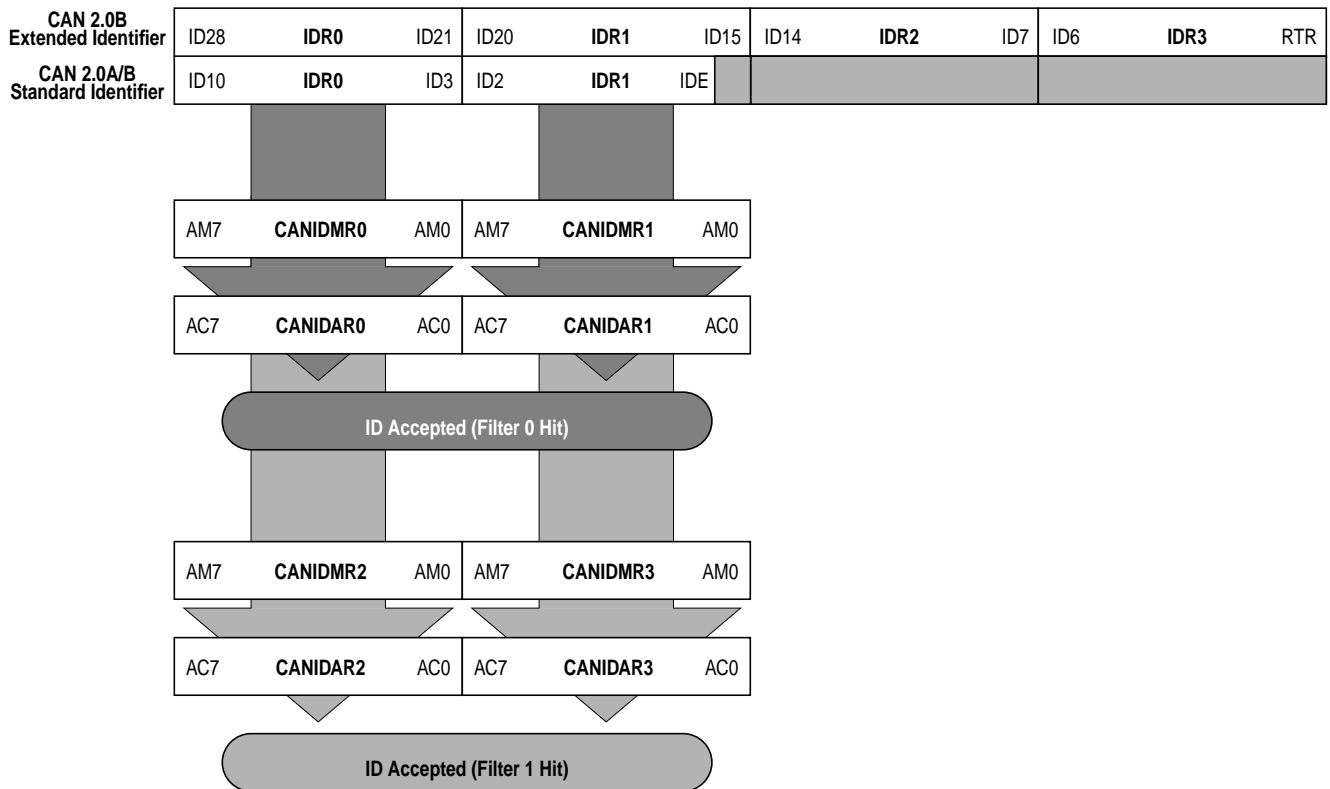 CAN 2.0B
Extended Identifier
ID28 IDR0 ID21 ID20 IDR1 ID15 ID14 IDR2 ID7 ID6 IDR3 RTR
CAN 2.0A/B
Standard Identifier
ID10 IDR0 ID3 ID2 IDR1 IDE
AM7 CANIDMR0 AM0 AM7 CANIDMR1 AM0
AC7 CANIDAR0 AC0 AC7 CANIDAR1 AC0
ID Accepted (Filter 0 Hit)
AM7 CANIDMR2 AM0 AM7 CANIDMR3 AM0
AC7 CANIDAR2 AC0 AC7 CANIDAR3 AC0
ID Accepted (Filter 1 Hit)